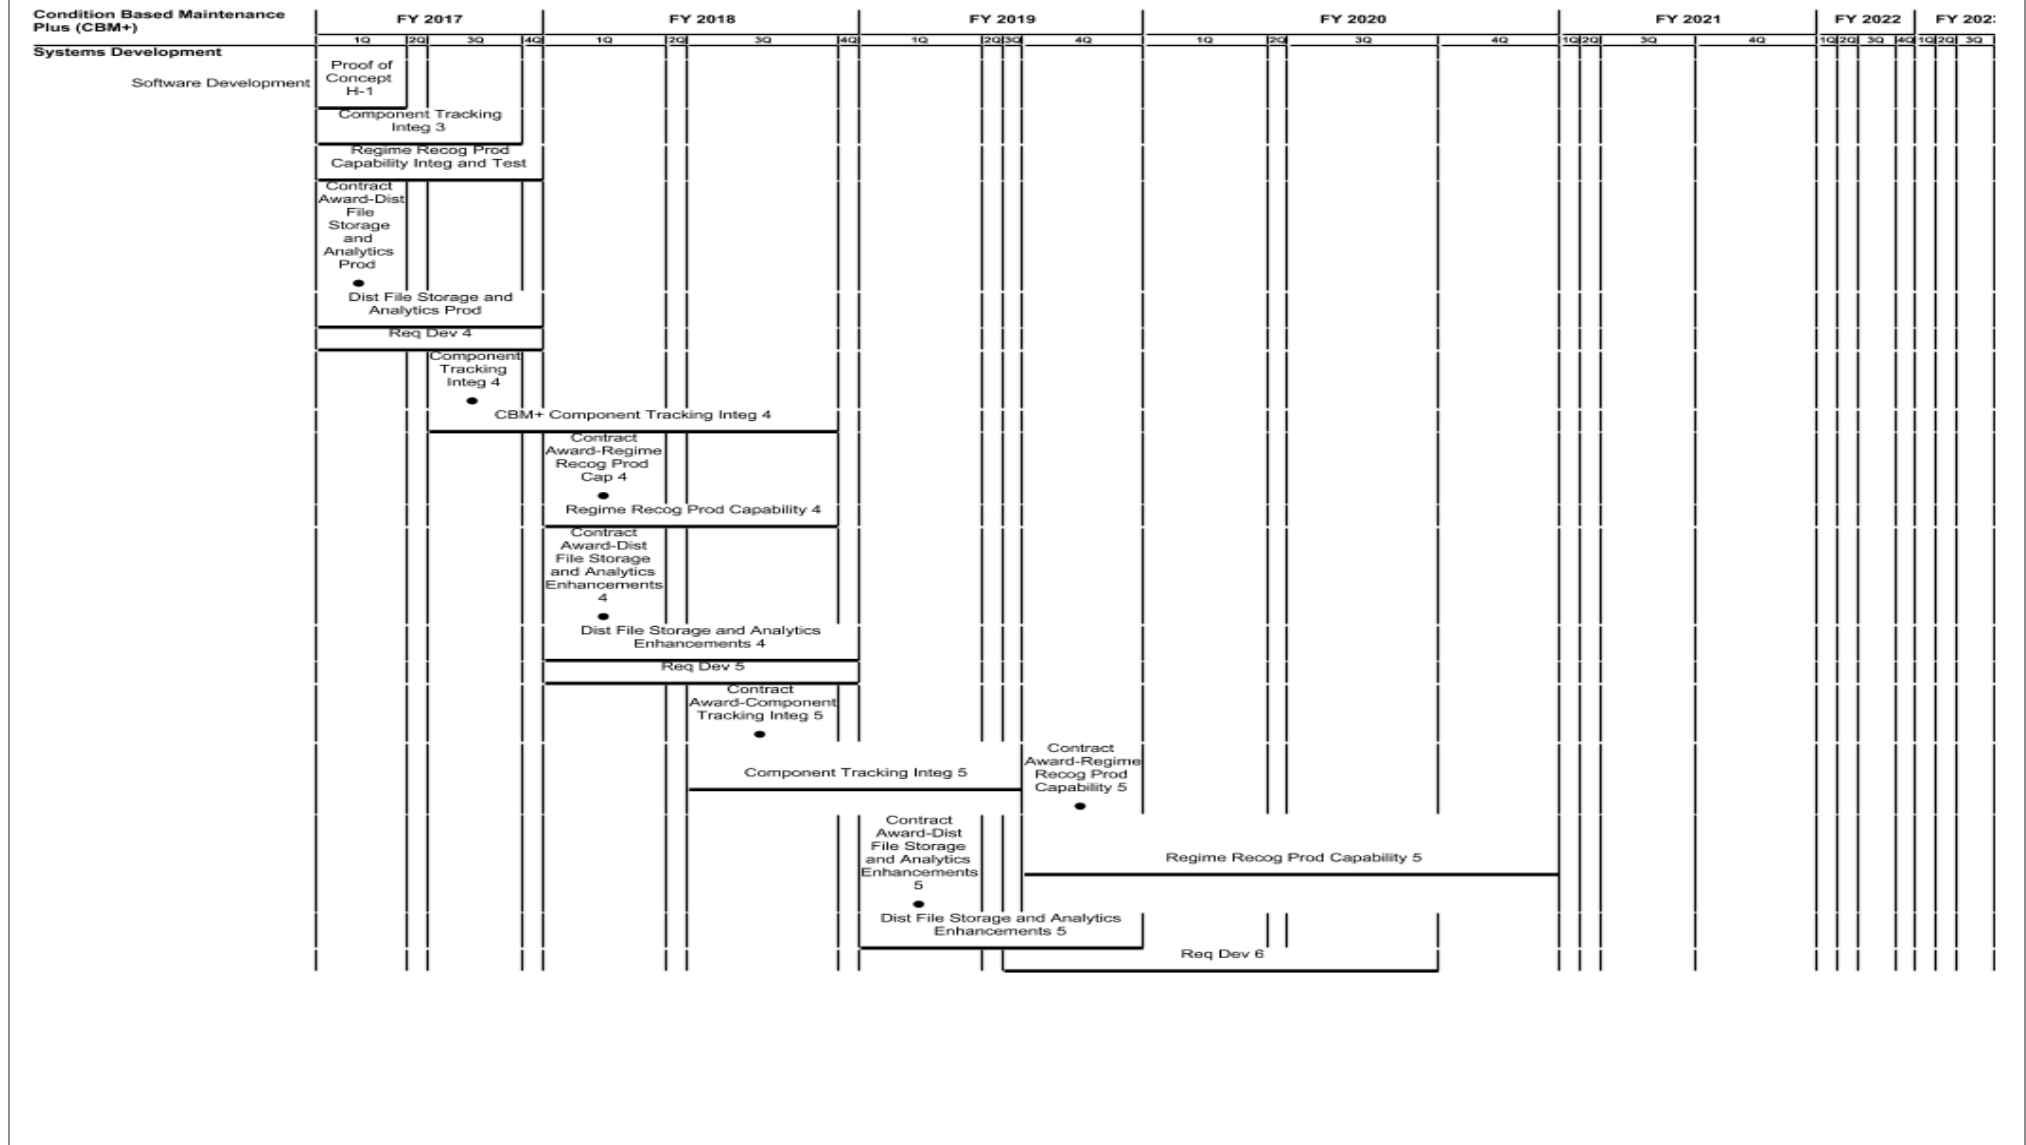 Condition Based Maintenance
Plus (CBM+)
FY 2017 FY 2018 FY 2019 FY 2020 FY 2021 FY 2022 FY 202
1Q 2Q 3Q 4Q 1Q 2Q 3Q 4Q 1Q 2Q 3Q 4Q 1Q 2Q 3Q 4Q 1Q 2Q 3Q 4Q 1Q 2Q 3Q 4Q 1Q 2Q 3Q
Systems Development
Software Development
Proof of
Concept
H-1
Component Tracking
Integ 3
Regime Recog Prod
Capability Integ and Test
Contract
Award-Dist
File
Storage
and
Analytics
Prod
Dist File Storage and
Analytics Prod
Req Dev 4
Component
Tracking
Integ 4
CBM+ Component Tracking Integ 4
Contract
Award-Regime
Recog Prod
Cap 4
Regime Recog Prod Capability 4
Contract
Award-Dist
File Storage
and Analytics
Enhancements
4
Dist File Storage and Analytics
Enhancements 4
Req Dev 5
Contract
Award-Component
Tracking Integ 5
Component Tracking Integ 5
Contract
Award-Regime
Recog Prod
Capability 5
Contract
Award-Dist
File Storage
and Analytics
Enhancements
5
Regime Recog Prod Capability 5
Dist File Storage and Analytics
Enhancements 5
Req Dev 6